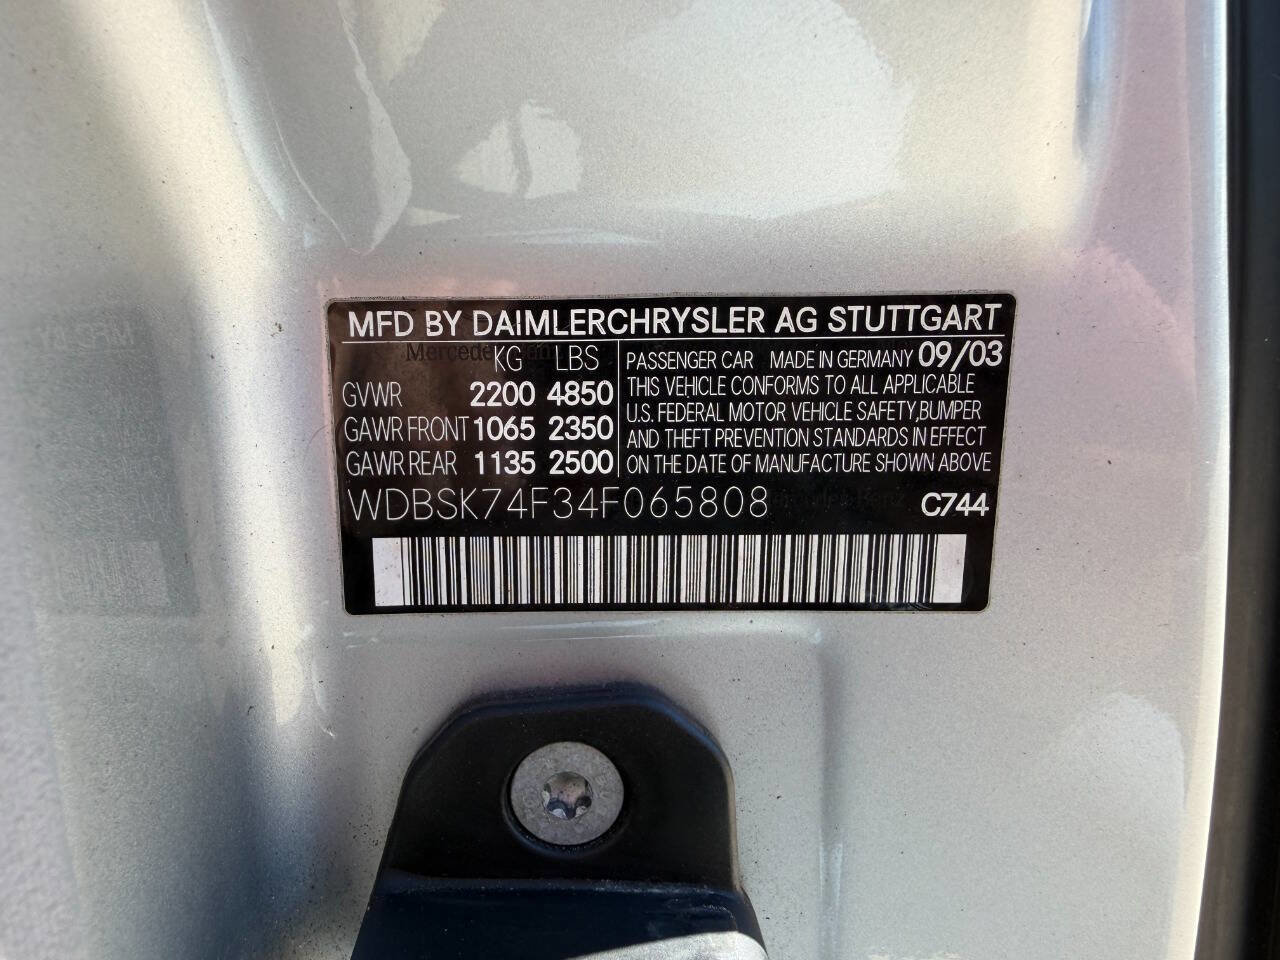 MFD BY DAIMLERCHRYSLER AG STUTTGART
KG LBS
GVWR 2200 4850
GAWR FRONT 1065 2350
GAWR REAR 1135 2500
PASSENGER CAR MADE IN GERMANY 09/03
THIS VEHICLE CONFORMS TO ALL APPLICABLE
U.S. FEDERAL MOTOR VEHICLE SAFETY,BUMPER
AND THEFT PREVENTION STANDARDS IN EFFECT
ON THE DATE OF MANUFACTURE SHOWN ABOVE
WDBSK74F34F065808 C744